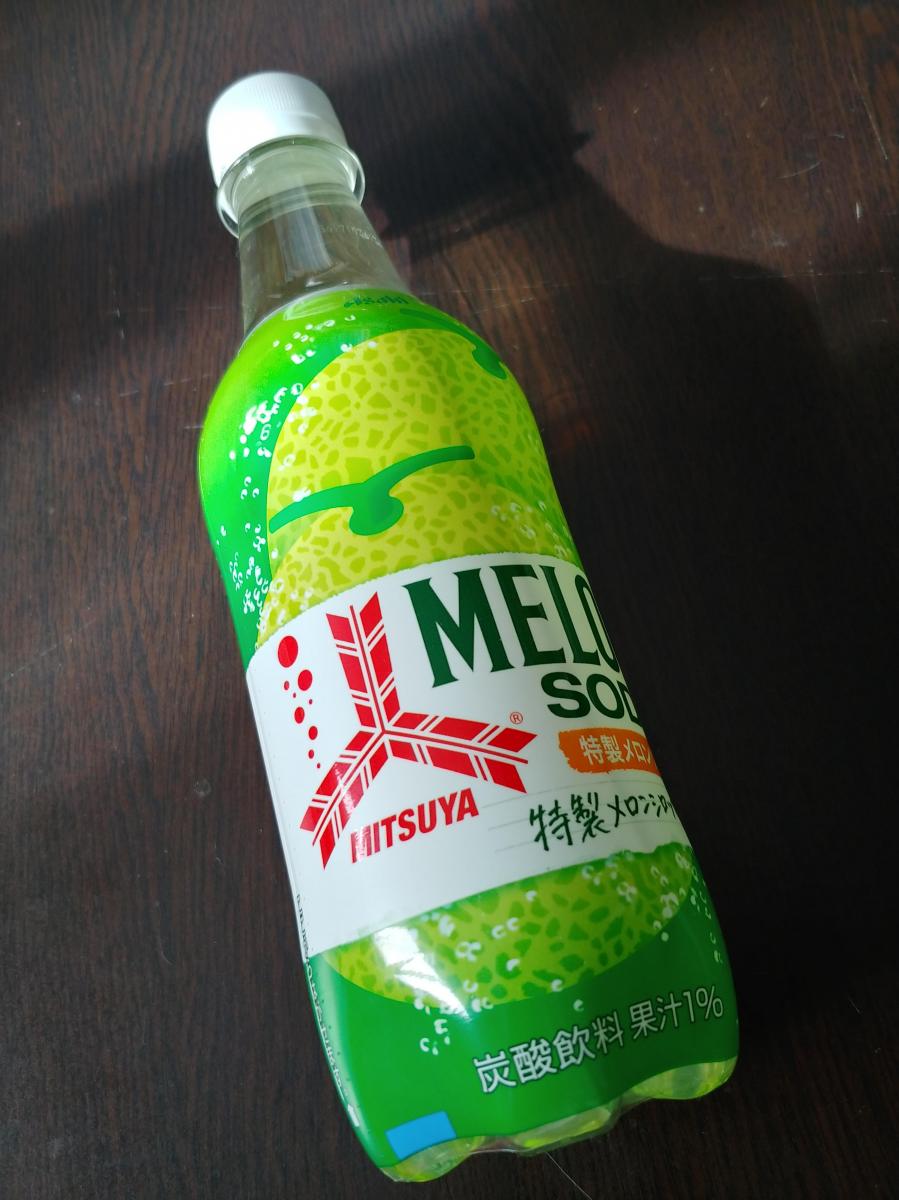 Asahi
MELO
SOD
®
特製メロン
MITSUYA
特製メロンシロッ
炭酸飲料 果汁1%